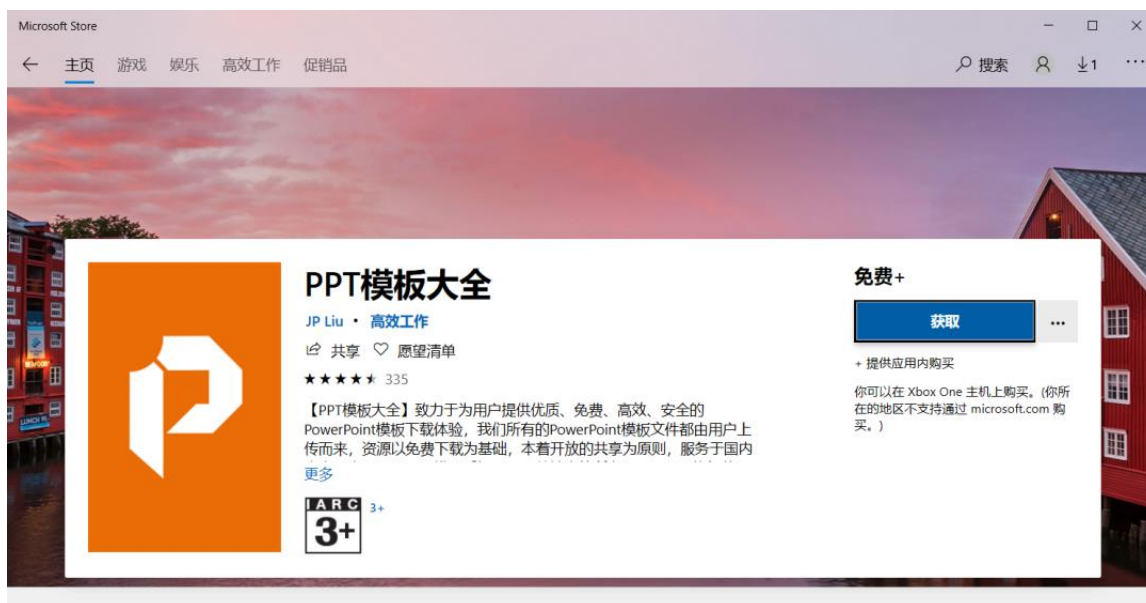 Microsoft Store
主页 游戏 娱乐 高效工作 促销品
搜索
1
PPT模板大全
JP Liu • 高效工作
共享 愿望清单
335
【PPT模板大全】致力于为用户提供优质、免费、高效、安全的
PowerPoint模板下载体验，我们所有的PowerPoint模板文件都由用户上
传而来，资源以免费下载为基础，本着开放的共享为原则，服务于国内
更多
IARC
3+
3+
免费+
获取
+ 提供应用内购买
你可以在 Xbox One 主机上购买。(你所
在的地区不支持通过 microsoft.com 购
买。)
SEAFOOD
LUNCH